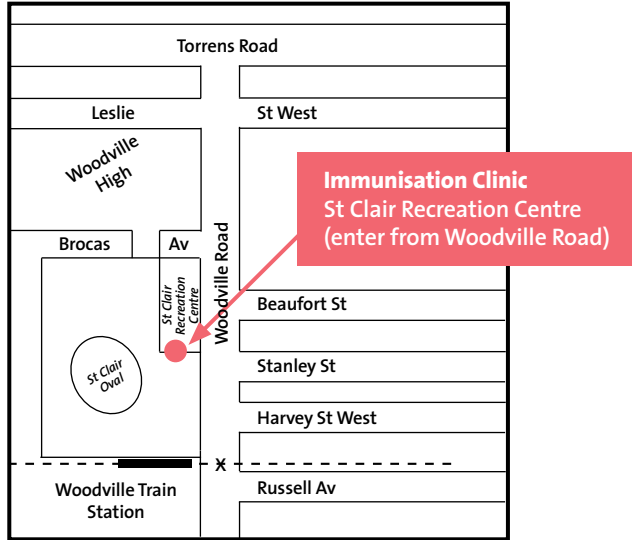 Torrens Road
Leslie
St West
Woodville
High
Immunisation Clinic
St Clair Recreation Centre
(enter from Woodville Road)
Brocas
Av
St Clair
Recreation
Centre
Woodville Road
Beaufort St
St Clair
Oval
Stanley St
Harvey St West
X
Woodville Train
Station
Russell Av